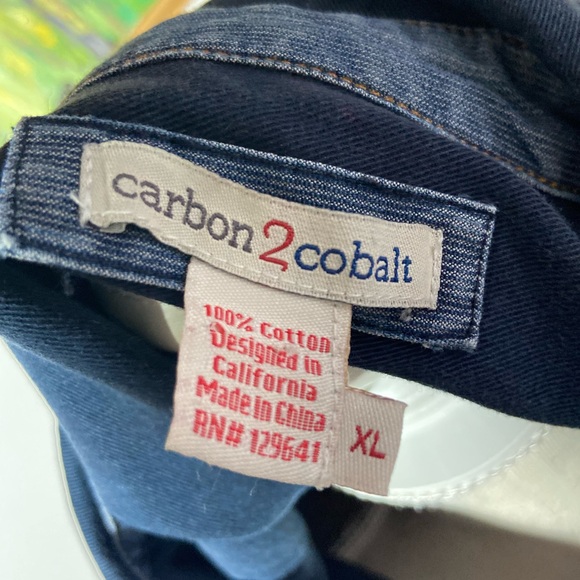 carbon2cobalt
100% Cotton
Designed in
California
Made In China
RN# 129641
XL